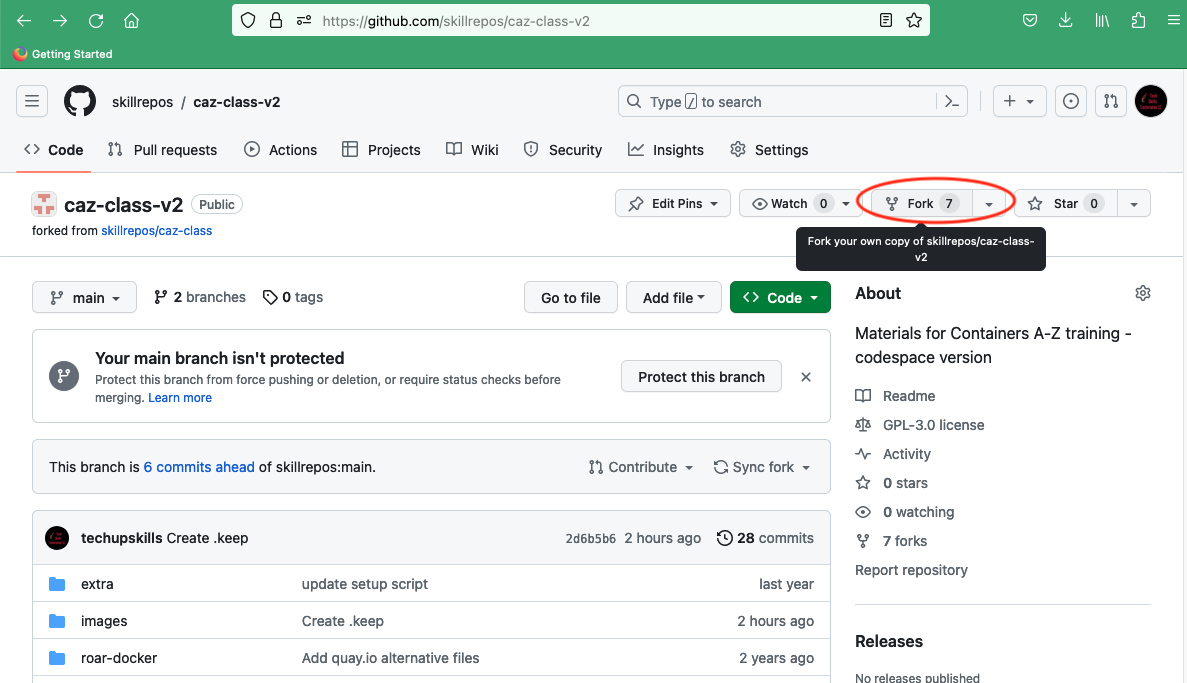 https://github.com/skillrepos/caz-class-v2
Getting Started
skillrepos / caz-class-v2
Type / to search
Code Pull requests Actions Projects Wiki Security Insights Settings
caz-class-v2 Public
Edit Pins Watch 0 Fork 7 Star 0
forked from skillrepos/caz-class
Fork your own copy of skillrepos/caz-class-
v2
main 2 branches 0 tags
Go to file Add file Code
About
Materials for Containers A-Z training -
codespace version
Readme
GPL-3.0 license
Activity
0 stars
0 watching
7 forks
Report repository
Releases
No releases published
Your main branch isn't protected
Protect this branch from force pushing or deletion, or require status checks before
merging. Learn more
Protect this branch
This branch is 6 commits ahead of skillrepos:main.
Contribute Sync fork
techupskills Create .keep 2d6b5b6 2 hours ago 28 commits
extra update setup script last year
images Create .keep 2 hours ago
roar-docker Add quay.io alternative files 2 years ago